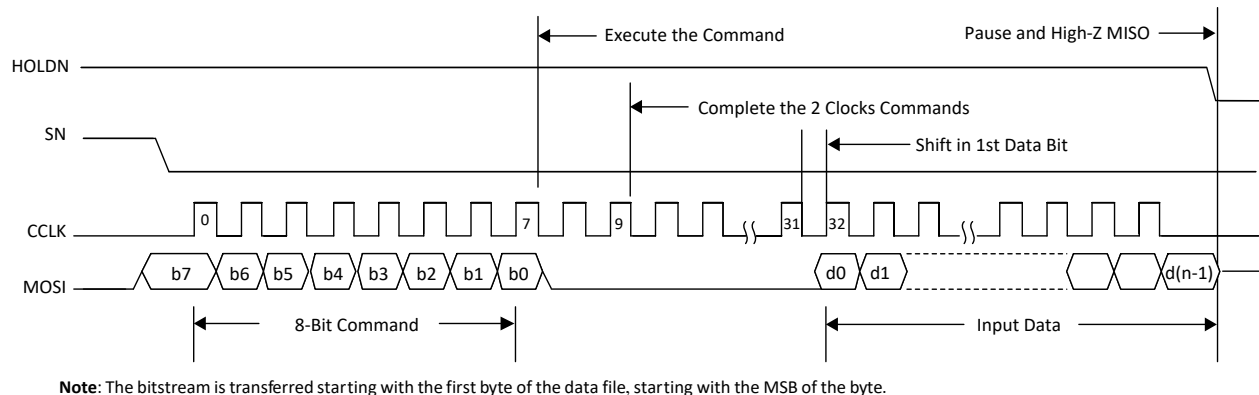 Execute the Command
Pause and High-Z MISO
HOLDN
Complete the 2 Clocks Commands
SN
Shift in 1st Data Bit
CCLK
0
7
9
31
32
MOSI
b7
b6
b5
b4
b3
b2
b1
b0
d0
d1
d(n-1)
8-Bit Command
Input Data
Note: The bitstream is transferred starting with the first byte of the data file, starting with the MSB of the byte.